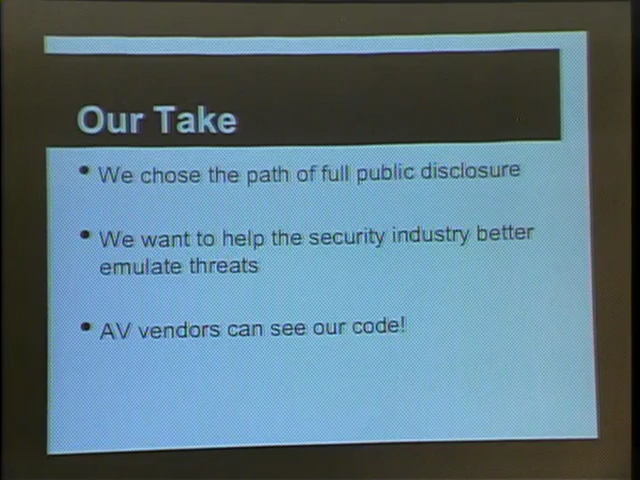 Our Take
• We chose the path of full public disclosure
• We want to help the security industry better
emulate threats
• AV vendors can see our code!